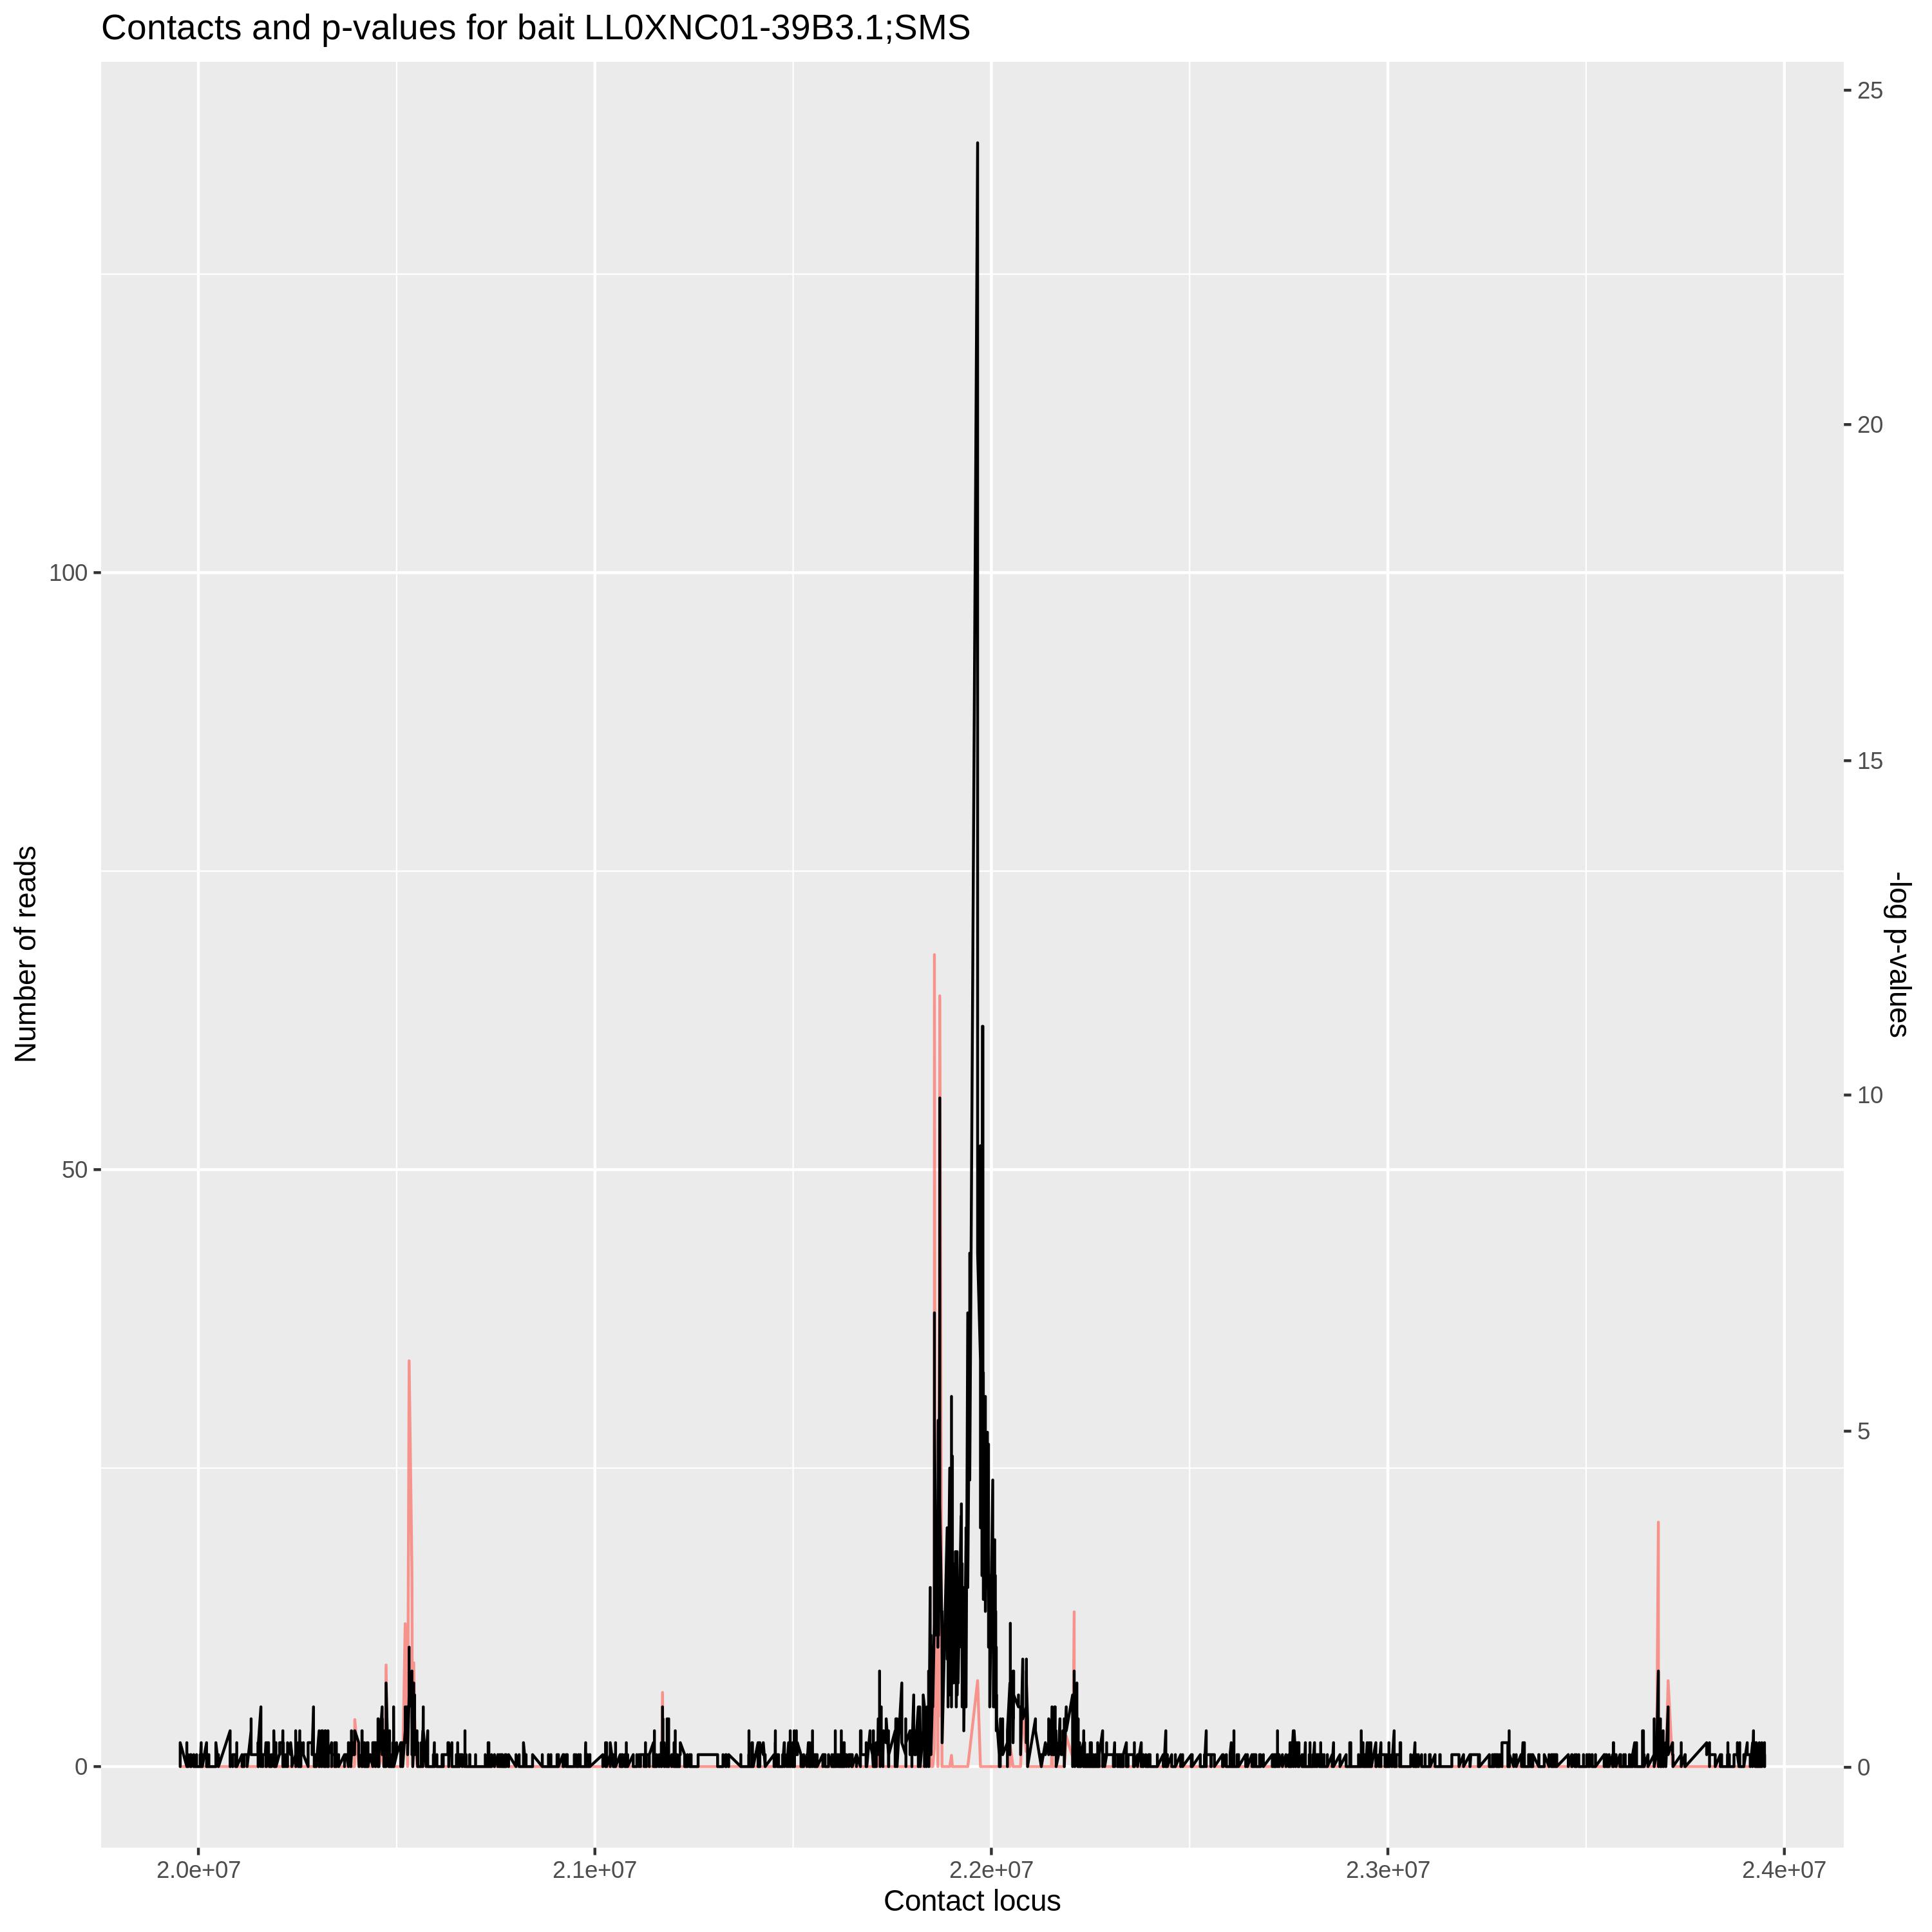 Contacts and p-values for bait LL0XNC01-39B3.1;SMS
Number of reads
100
50
0
25
20
15
10
5
0
-log p-values
2.0e+07
2.1e+07
2.2e+07
2.3e+07
2.4e+07
Contact locus